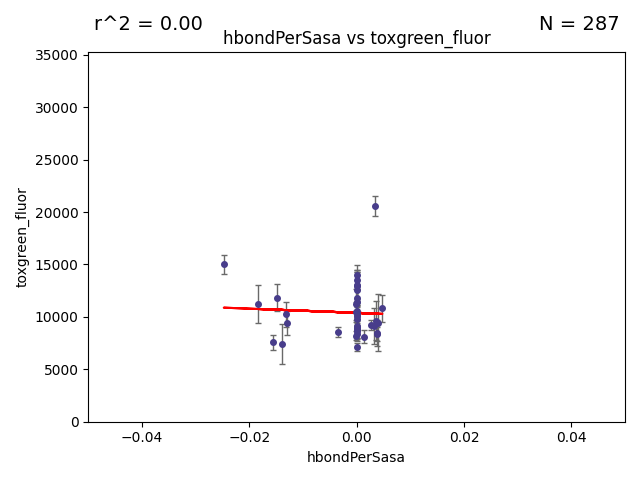 r^2 = 0.00
N = 287
hbondPerSasa vs toxgreen_fluor
35000
30000
25000
20000
15000
10000
5000
0
toxgreen_fluor
−0.04
−0.02
0.00
0.02
0.04
hbondPerSasa